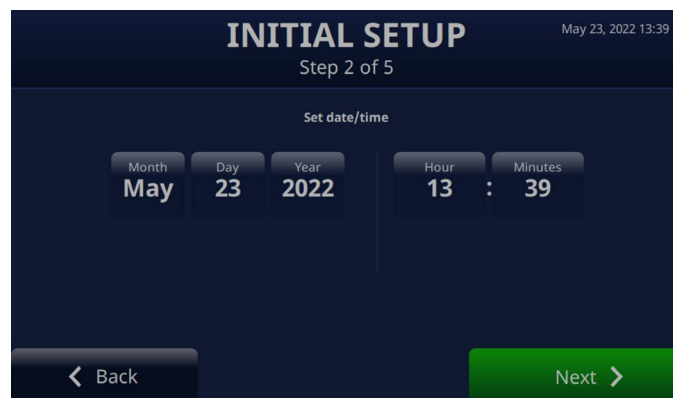 INITIAL SETUP
May 23, 2022 13:39
Step 2 of 5
Set date/time
Month Day Year Hour Minutes
May 23 2022 13 : 39
Back Next